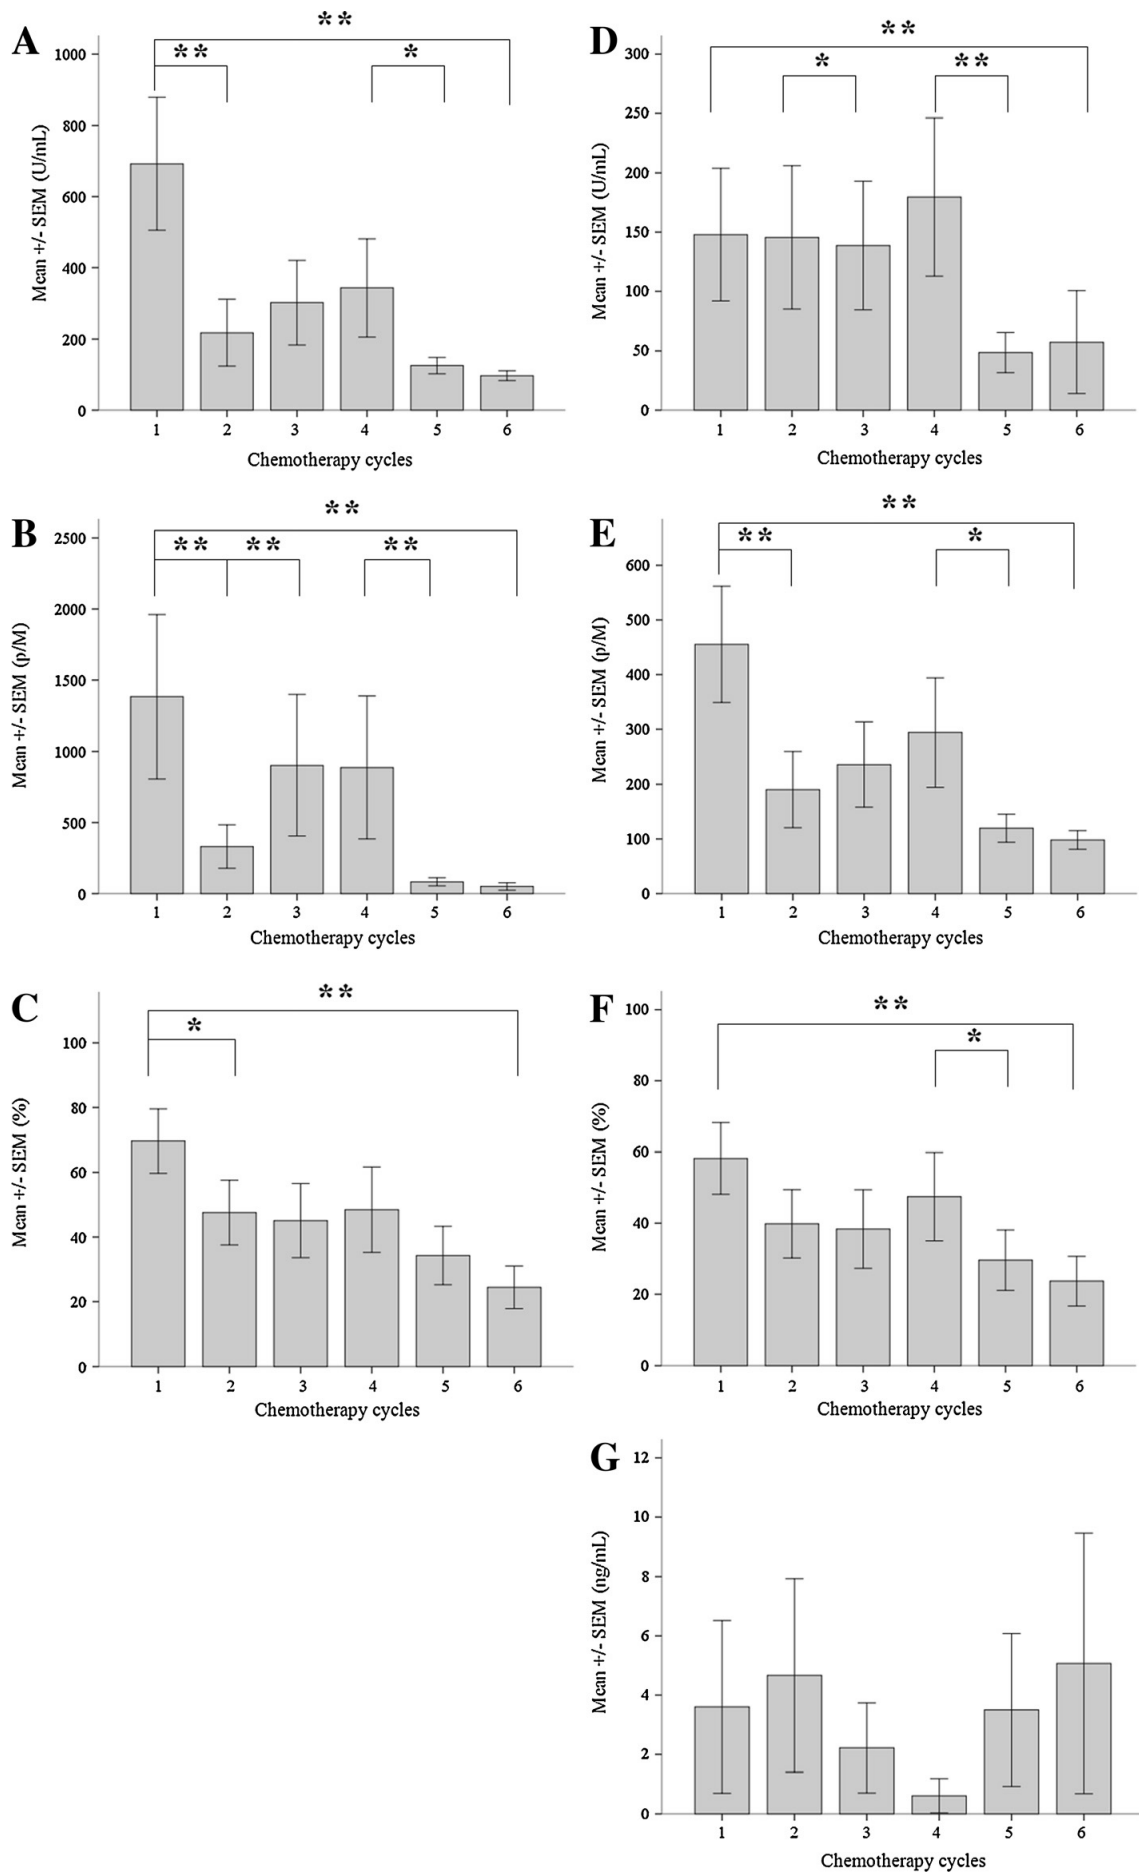 A
**
**
*
1000
800
600
400
200
0
Mean +/- SEM (U/mL)
1 2 3 4 5 6
Chemotherapy cycles
D
**
*
**
300
250
200
150
100
50
0
Mean +/- SEM (U/mL)
1 2 3 4 5 6
Chemotherapy cycles
B
**
** ** **
2500
2000
1500
1000
500
0
Mean +/- SEM (p/M)
1 2 3 4 5 6
Chemotherapy cycles
E
**
**
*
600
500
400
300
200
100
0
Mean +/- SEM (p/M)
1 2 3 4 5 6
Chemotherapy cycles
C
**
*
100
80
60
40
20
0
Mean +/- SEM (%)
1 2 3 4 5 6
Chemotherapy cycles
F
**
*
100
80
60
40
20
0
Mean +/- SEM (%)
1 2 3 4 5 6
Chemotherapy cycles
G
12
10
8
6
4
2
0
Mean +/- SEM (ng/mL)
1 2 3 4 5 6
Chemotherapy cycles